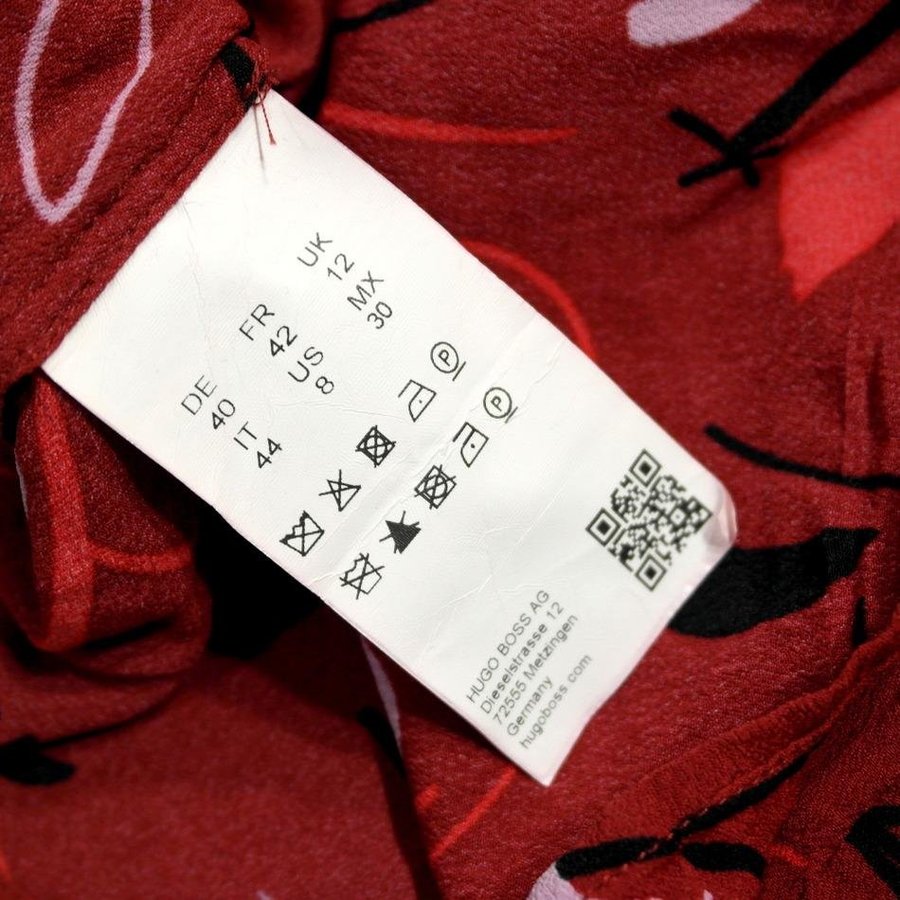 DE FR UK
40 42 12
IT US MX
44 8 30
P
P
HUGO BOSS AG
Dieselstrasse 12
72555 Metzingen
Germany
hugoboss.com